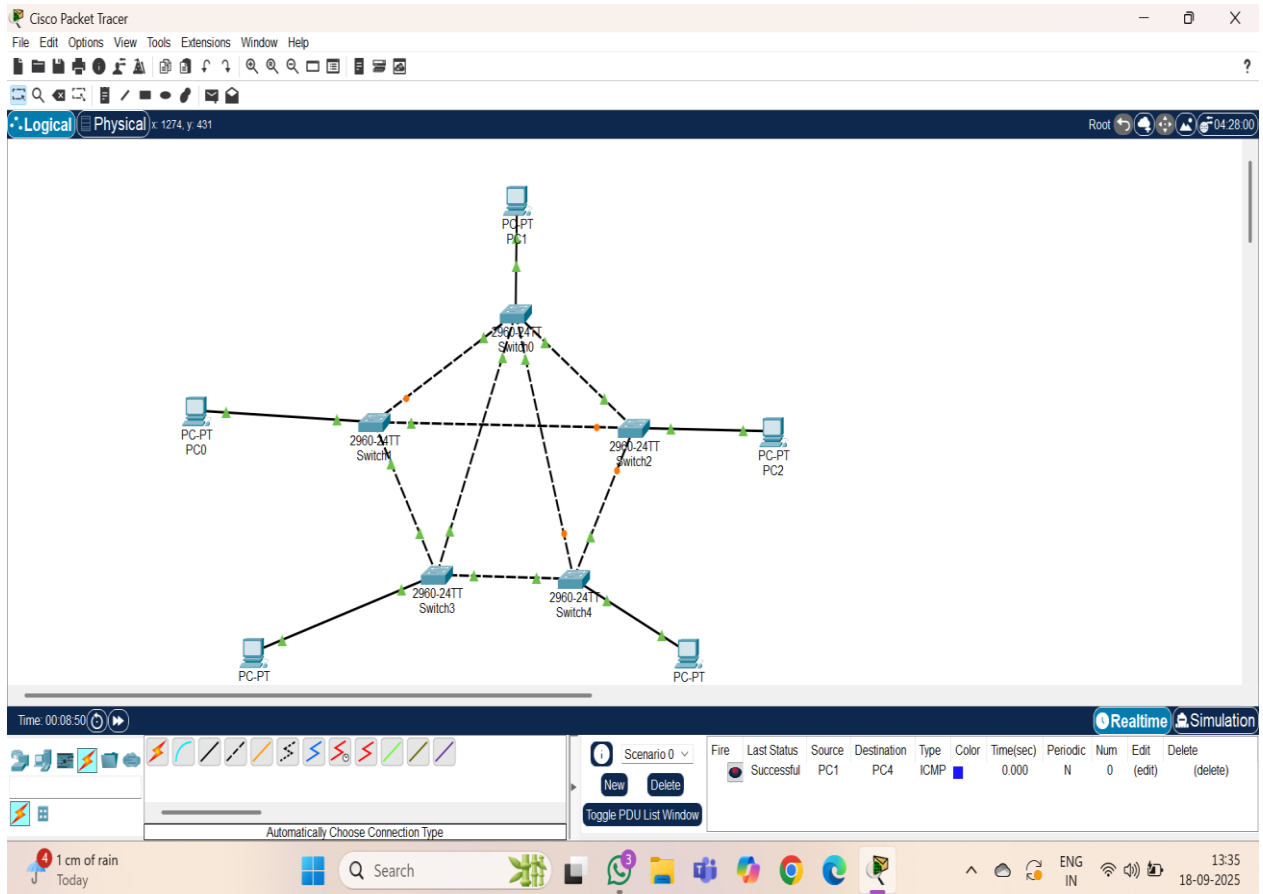 Cisco Packet Tracer
File Edit Options View Tools Extensions Window Help
?
Logical Physical x: 1274, y: 431 Root 04:28:00
PC-PT
PC1
2960-24TT
Switch0
PC-PT
PC0
2960-24TT
Switch1
2960-24TT
Switch2
PC-PT
PC2
2960-24TT
Switch3
2960-24TT
Switch4
PC-PT
PC-PT
Time: 00:08:50 Realtime Simulation
Scenario 0 Fire Last Status Source Destination Type Color Time(sec) Periodic Num Edit Delete
Successful PC1 PC4 ICMP 0.000 N 0 (edit) (delete)
New Delete
Toggle PDU List Window
Automatically Choose Connection Type
4 1 cm of rain
Today
Search
3
ENG
IN
13:35
18-09-2025